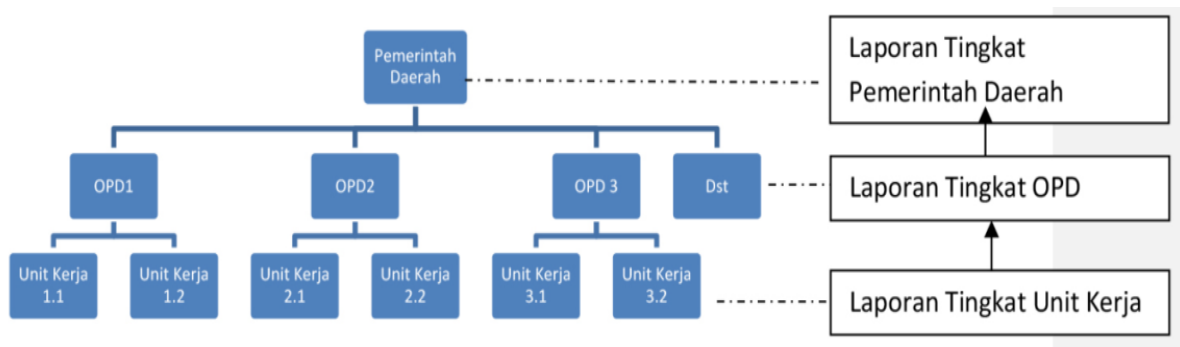 Pemerintah
Daerah
Laporan Tingkat
Pemerintah Daerah
OPD1
OPD2
OPD 3
Dst
Laporan Tingkat OPD
Unit Kerja
1.1
Unit Kerja
1.2
Unit Kerja
2.1
Unit Kerja
2.2
Unit Kerja
3.1
Unit Kerja
3.2
Laporan Tingkat Unit Kerja